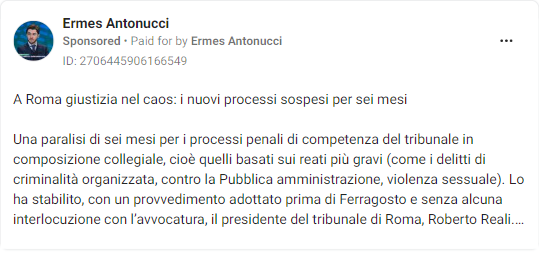 Ermes Antonucci
Sponsored • Paid for by Ermes Antonucci
ID: 2706445906166549
A Roma giustizia nel caos: i nuovi processi sospesi per sei mesi
Una paralisi di sei mesi per i processi penali di competenza del tribunale in
composizione collegiale, cioè quelli basati sui reati più gravi (come i delitti di
criminalità organizzata, contro la Pubblica amministrazione, violenza sessuale). Lo
ha stabilito, con un provvedimento adottato prima di Ferragosto e senza alcuna
interlocuzione con l’avvocatura, il presidente del tribunale di Roma, Roberto Reali....